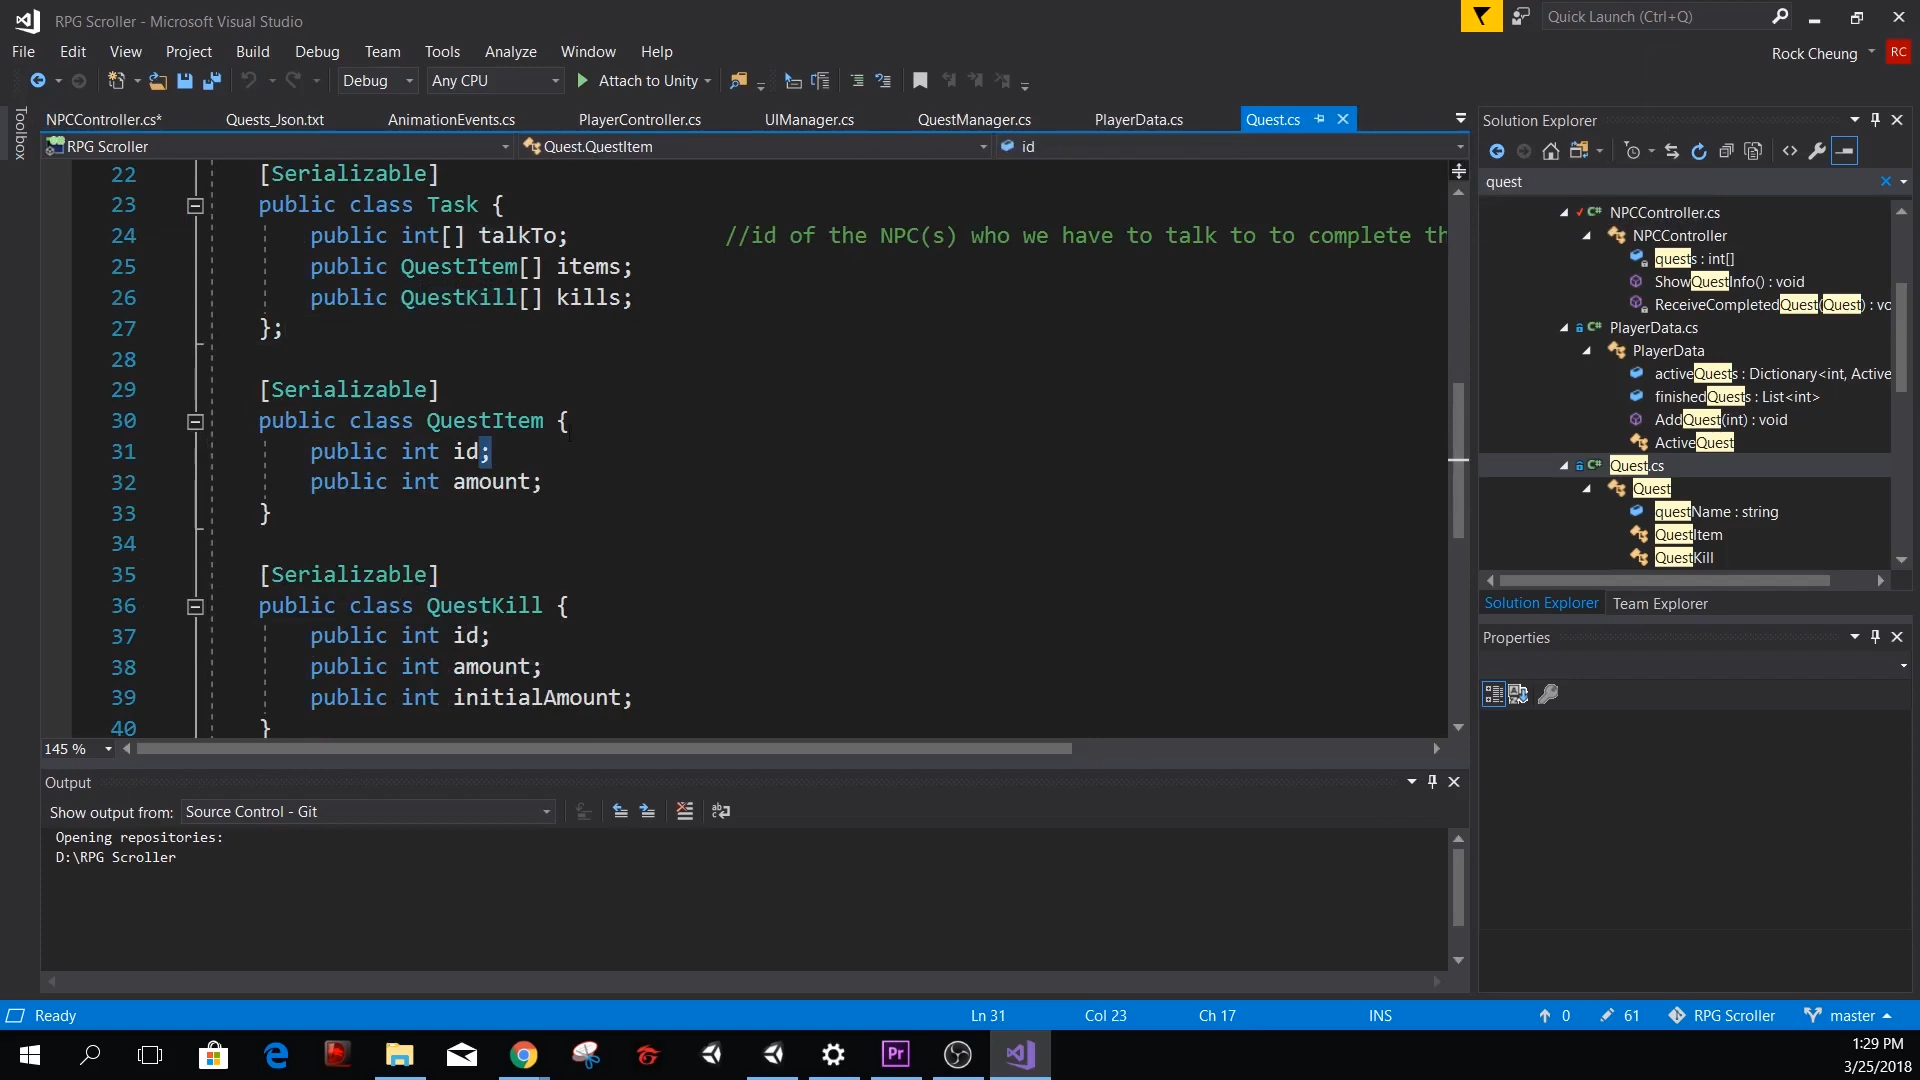 RPG Scroller - Microsoft Visual Studio
Quick Launch (Ctrl+Q)
File Edit View Project Build Debug Team Tools Analyze Window Help
Rock Cheung RC
Debug Any CPU Attach to Unity
Toolbox
NPCController.cs* Quests_Json.txt AnimationEvents.cs PlayerController.cs UIManager.cs QuestManager.cs PlayerData.cs Quest.cs
RPG Scroller Quest.QuestItem id
22 [Serializable]
23 public class Task {
24 public int[] talkTo; //id of the NPC(s) who we have to talk to to complete th
25 public QuestItem[] items;
26 public QuestKill[] kills;
27 };
28
29 [Serializable]
30 public class QuestItem {
31 public int id;
32 public int amount;
33 }
34
35 [Serializable]
36 public class QuestKill {
37 public int id;
38 public int amount;
39 public int initialAmount;
40 }
145 %
Output
Show output from: Source Control - Git
Opening repositories:
D:\RPG Scroller
Solution Explorer
quest
NPCController.cs
NPCController
quests : int[]
ShowQuestInfo() : void
ReceiveCompletedQuest(Quest) : vo
PlayerData.cs
PlayerData
activeQuests : Dictionary<int, Active
finishedQuests : List<int>
AddQuest(int) : void
ActiveQuest
Quest.cs
Quest
questName : string
QuestItem
QuestKill
Solution Explorer Team Explorer
Properties
Ready Ln 31 Col 23 Ch 17 INS 0 61 RPG Scroller master
1:29 PM
3/25/2018